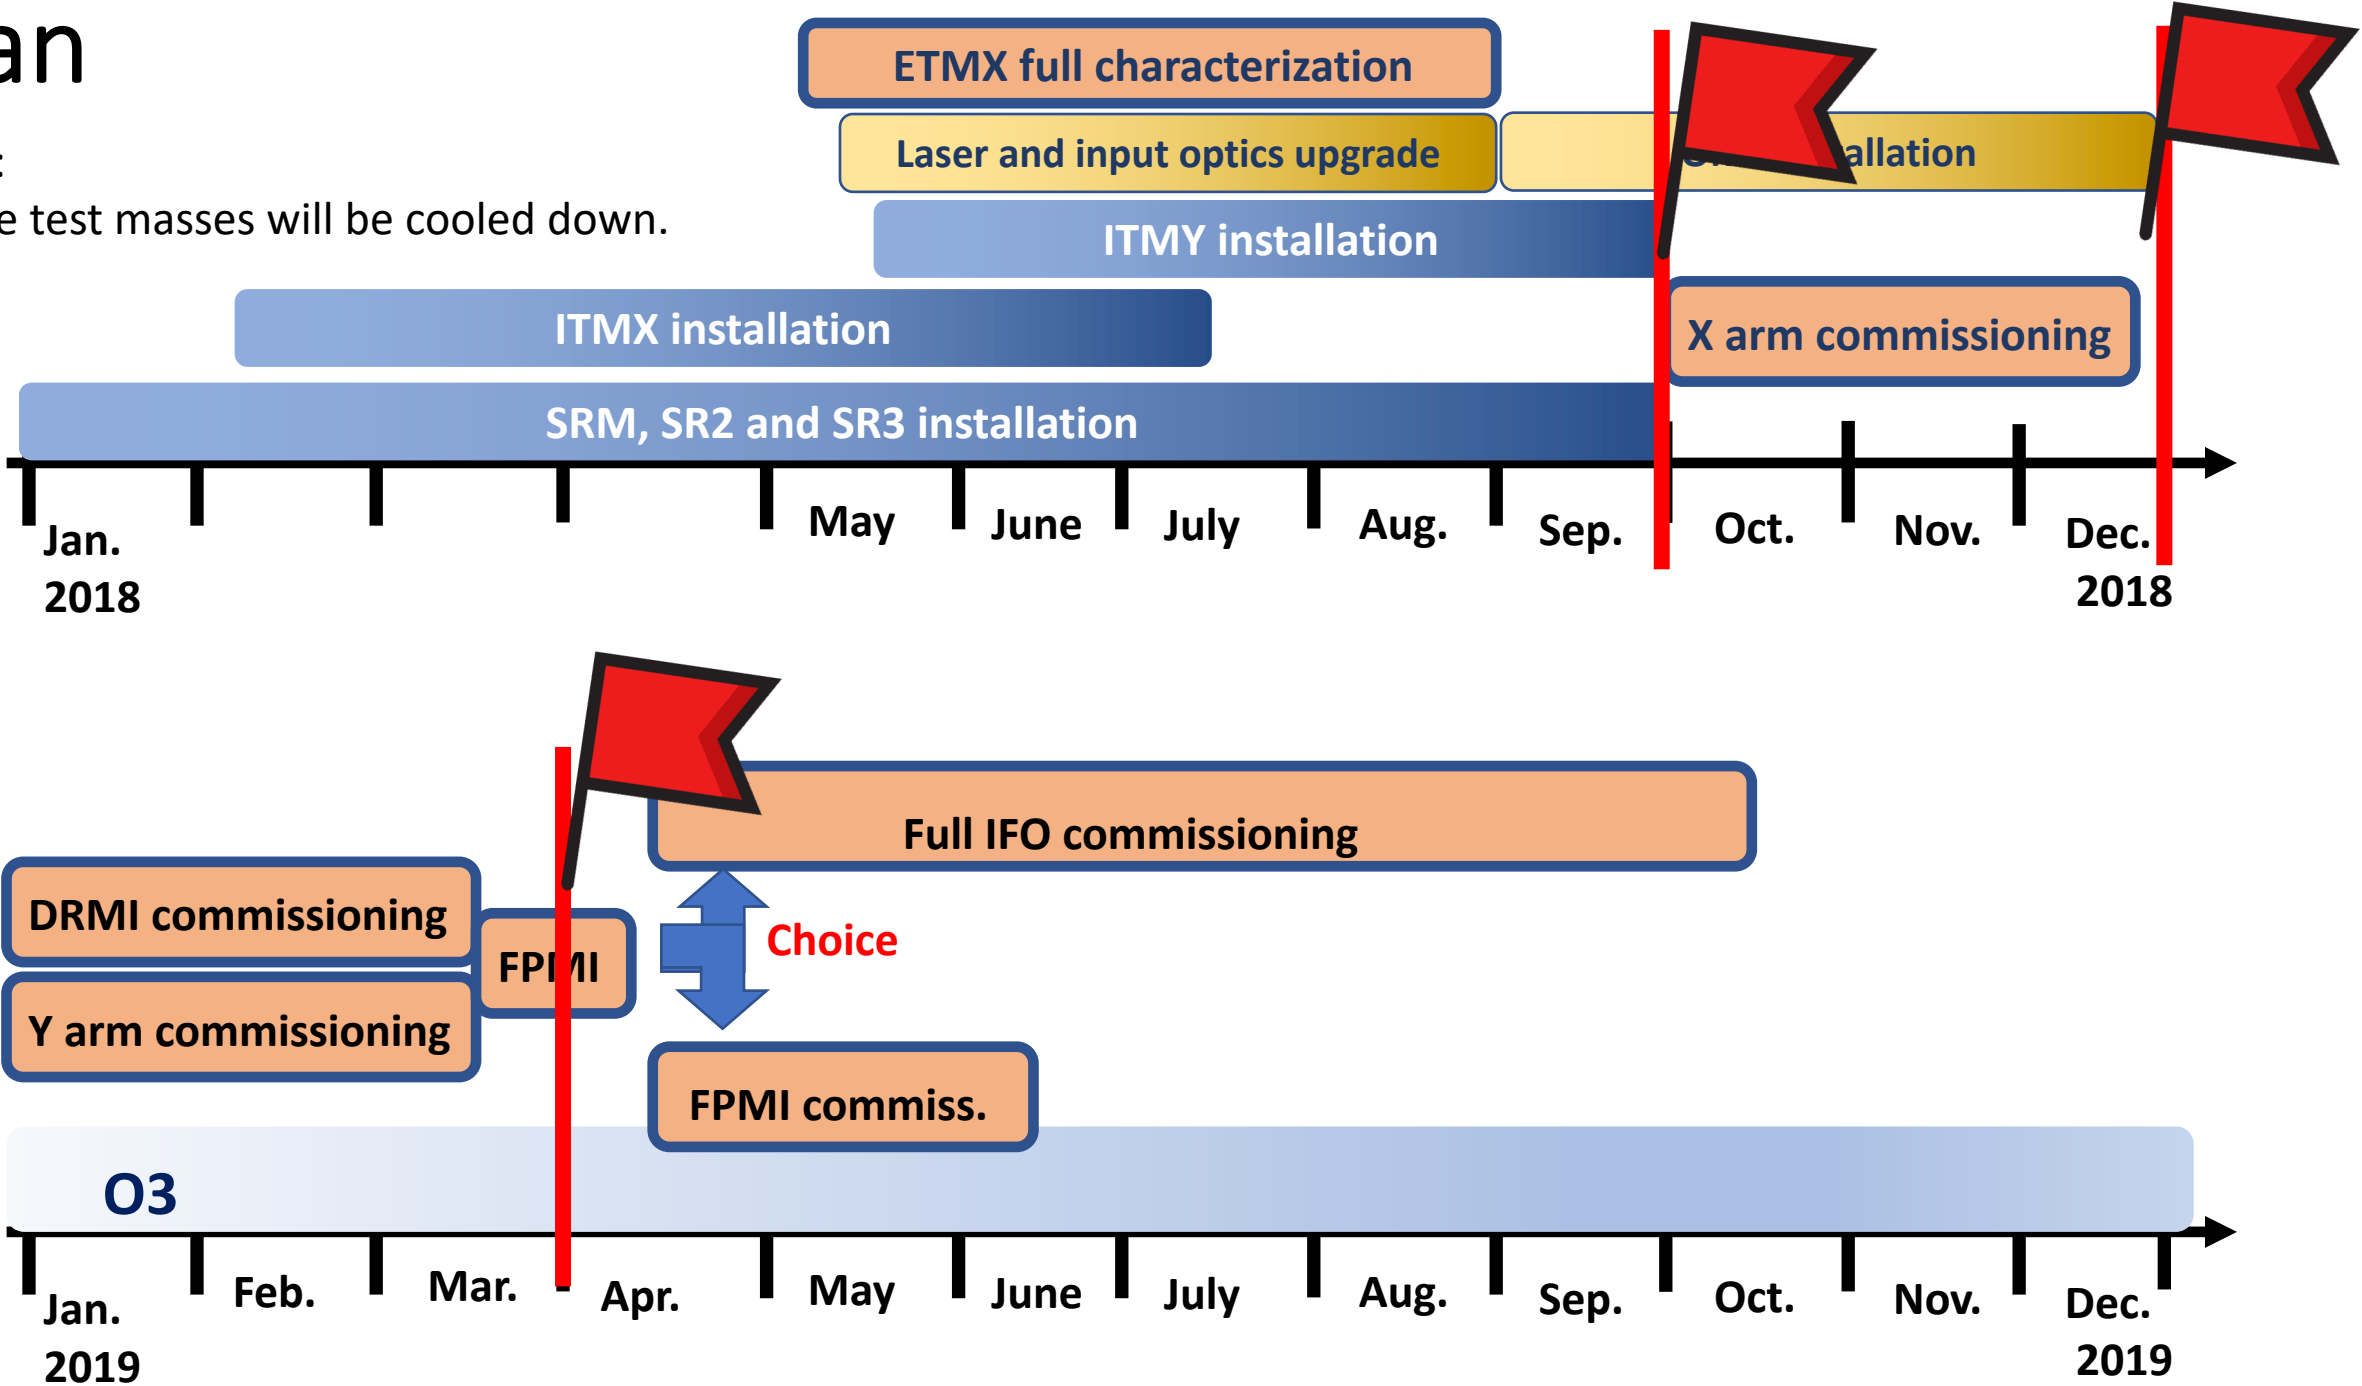 an
ETMX full characterization
:
Laser and input optics upgrade
allation
e test masses will be cooled down.
ITMY installation
ITMX installation
X arm commissioning
SRM, SR2 and SR3 installation
Jan.
2018
May
June
July
Aug.
Sep.
Oct.
Nov.
Dec.
2018
Full IFO commissioning
DRMI commissioning
Choice
FPMI
Y arm commissioning
FPMI commiss.
O3
Jan.
2019
Feb.
Mar.
Apr.
May
June
July
Aug.
Sep.
Oct.
Nov.
Dec.
2019